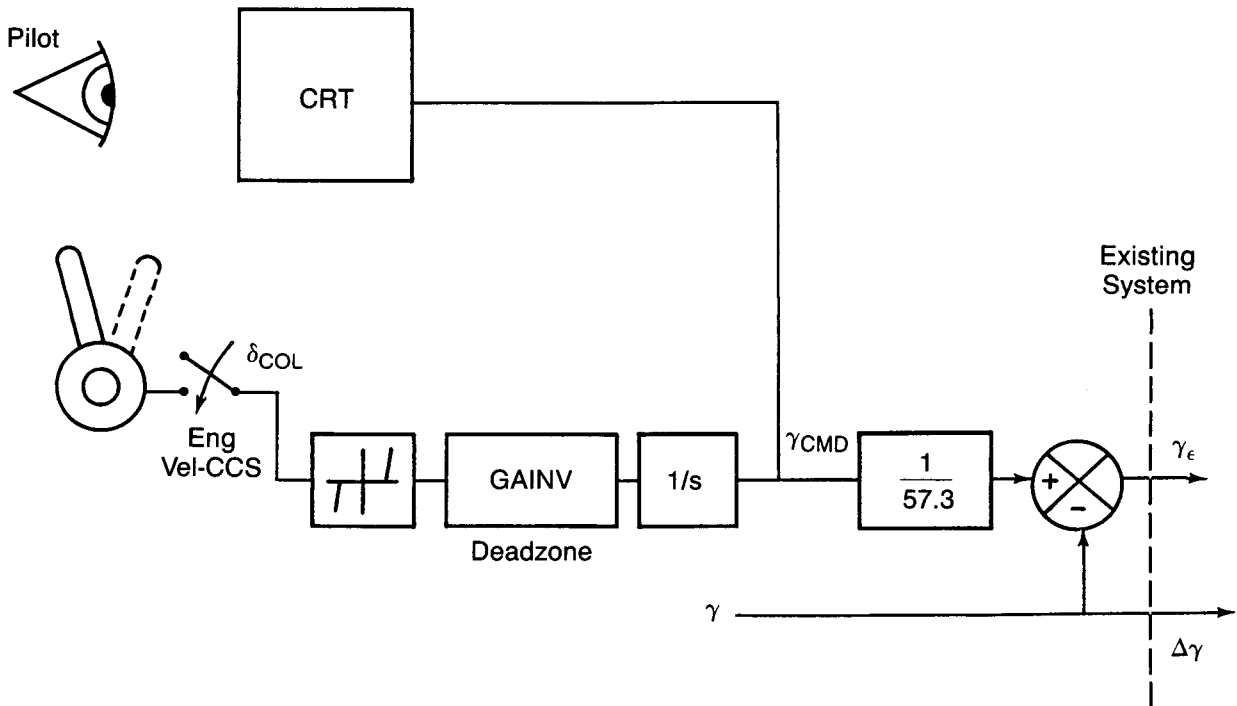 Pilot
CRT
Existing
System
δCOL
Eng
Vel-CCS
GAINV
Deadzone
1/s
γCMD
1
57.3
+
-
γϵ
γ
Δγ